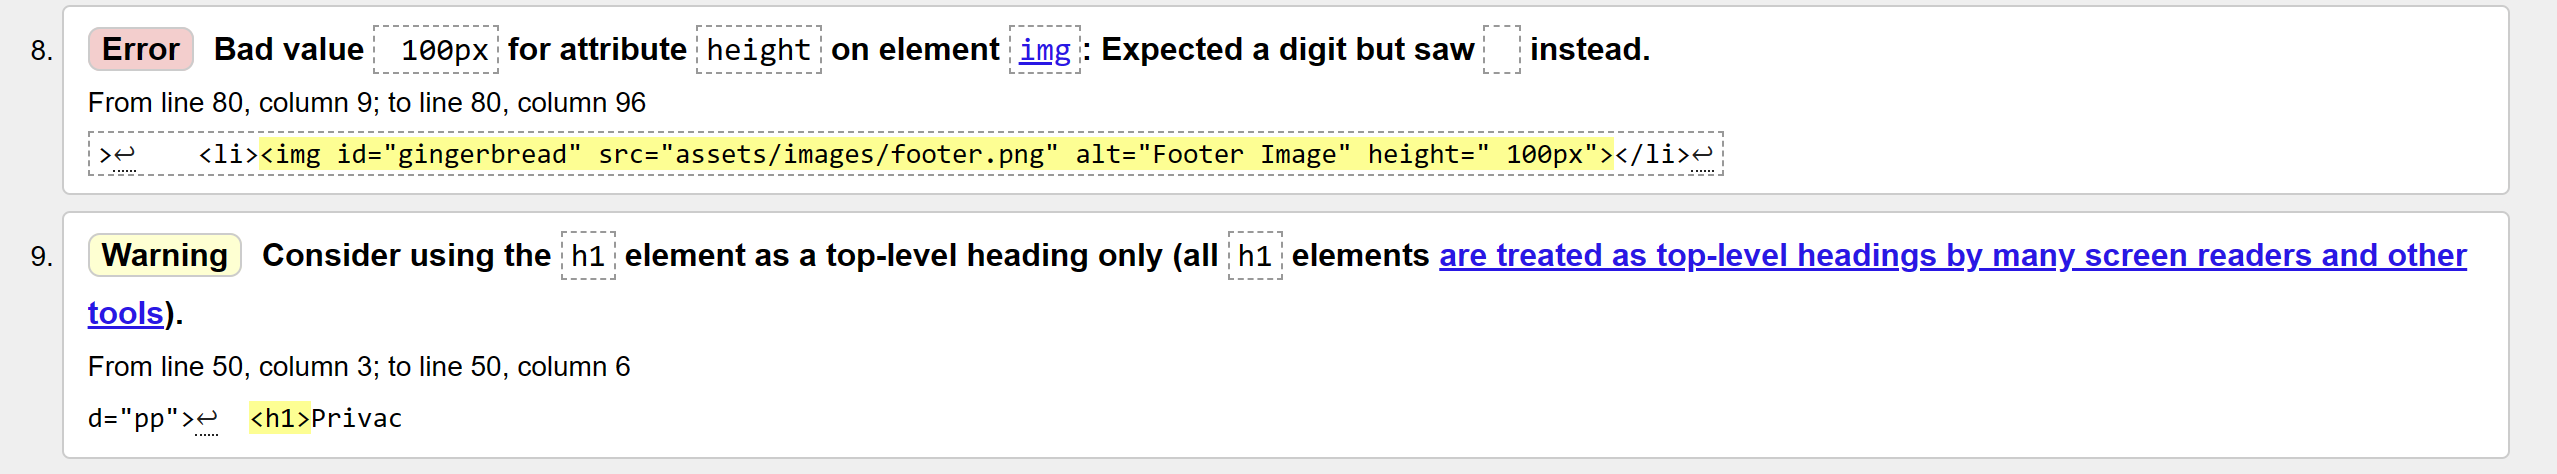 8. Error Bad value  100px for attribute height on element img: Expected a digit but saw   instead.
From line 80, column 9; to line 80, column 96
>↩    <li><img id="gingerbread" src="assets/images/footer.png" alt="Footer Image" height=" 100px"></li>↩
9. Warning Consider using the h1 element as a top-level heading only (all h1 elements are treated as top-level headings by many screen readers and other
tools).
From line 50, column 3; to line 50, column 6
d="pp">↩  <h1>Privac